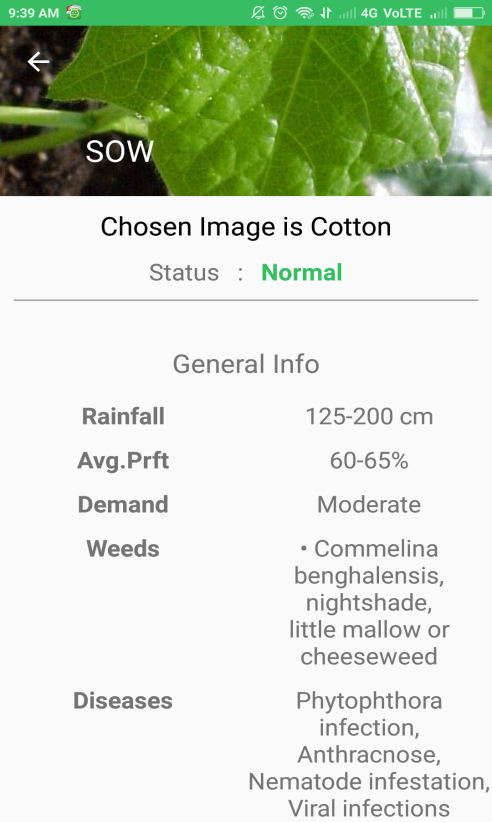 9:39 AM 4G VoLTE
SOW
Chosen Image is Cotton
Status : Normal
General Info
Rainfall 125-200 cm
Avg.Prft 60-65%
Demand Moderate
Weeds • Commelina
benghalensis,
nightshade,
little mallow or
cheeseweed
Diseases Phytophthora
infection,
Anthracnose,
Nematode infestation,
Viral infections